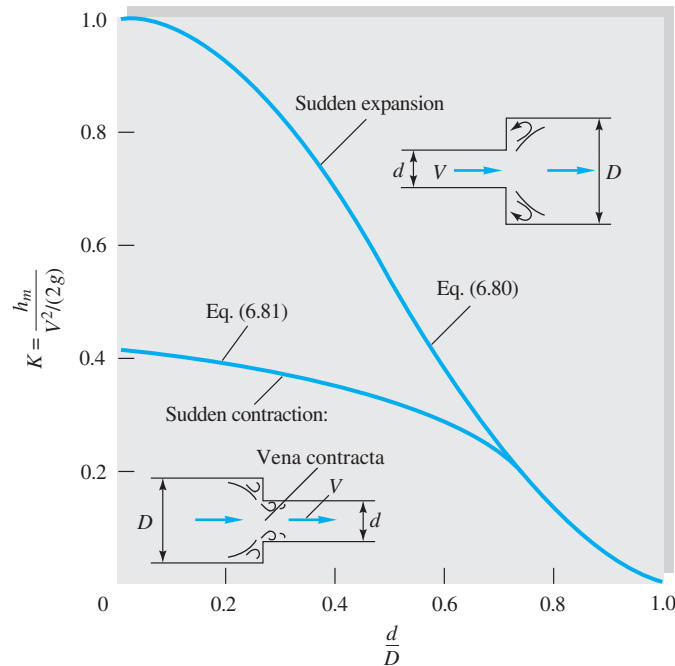 1.0
Sudden expansion
0.8
d
V
D
0.6
K = h_m / V²/(2g)
Eq. (6.80)
Eq. (6.81)
0.4
Sudden contraction:
Vena contracta
0.2
V
D
d
0
0.2
0.4
0.6
0.8
1.0
d/D